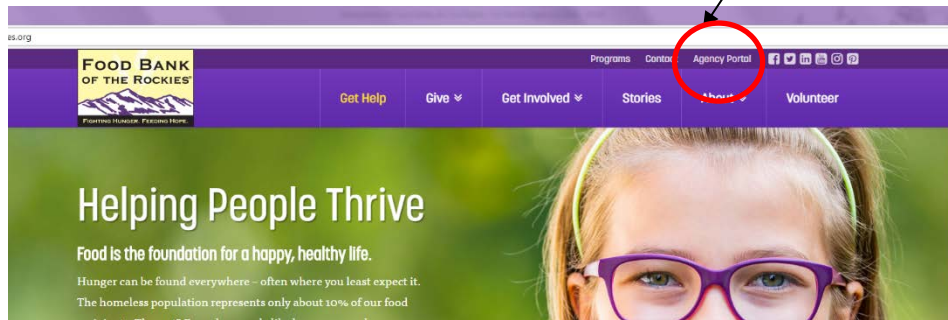 es.org
Programs Contact Agency Portal
FOOD BANK
OF THE ROCKIES
FIGHTING HUNGER. FEEDING HOPE.
Get Help Give Get Involved Stories About Volunteer
Helping People Thrive
Food is the foundation for a happy, healthy life.
Hunger can be found everywhere – often where you least expect it.
The homeless population represents only about 10% of our food